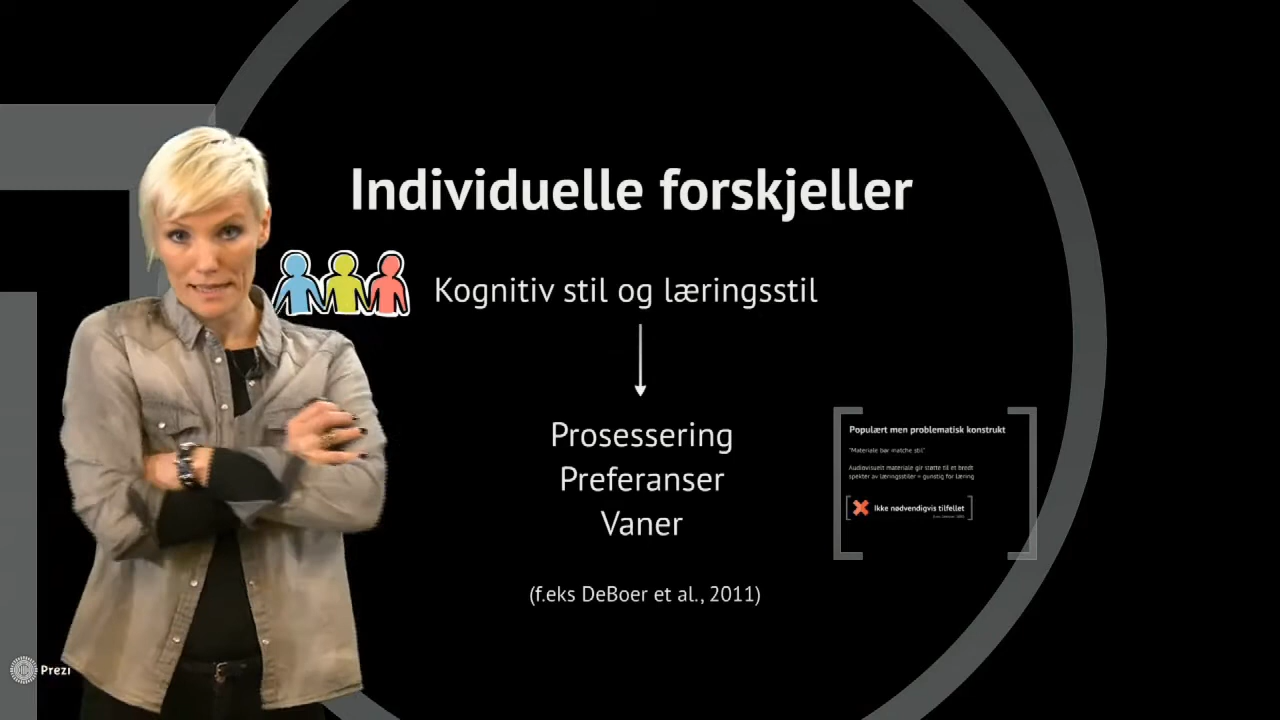 Individuelle forskjeller
Kognitiv stil og læringsstil
Prosessering
Preferanser
Vaner
(f.eks DeBoer et al., 2011)
Populært men problematisk konstrukt
"Materiale bør matche stil"
Audiovisuelt materiale gir støtte til et bredt
spekter av læringsstiler = gunstig for læring
Ikke nødvendigvis tilfellet
Prezi